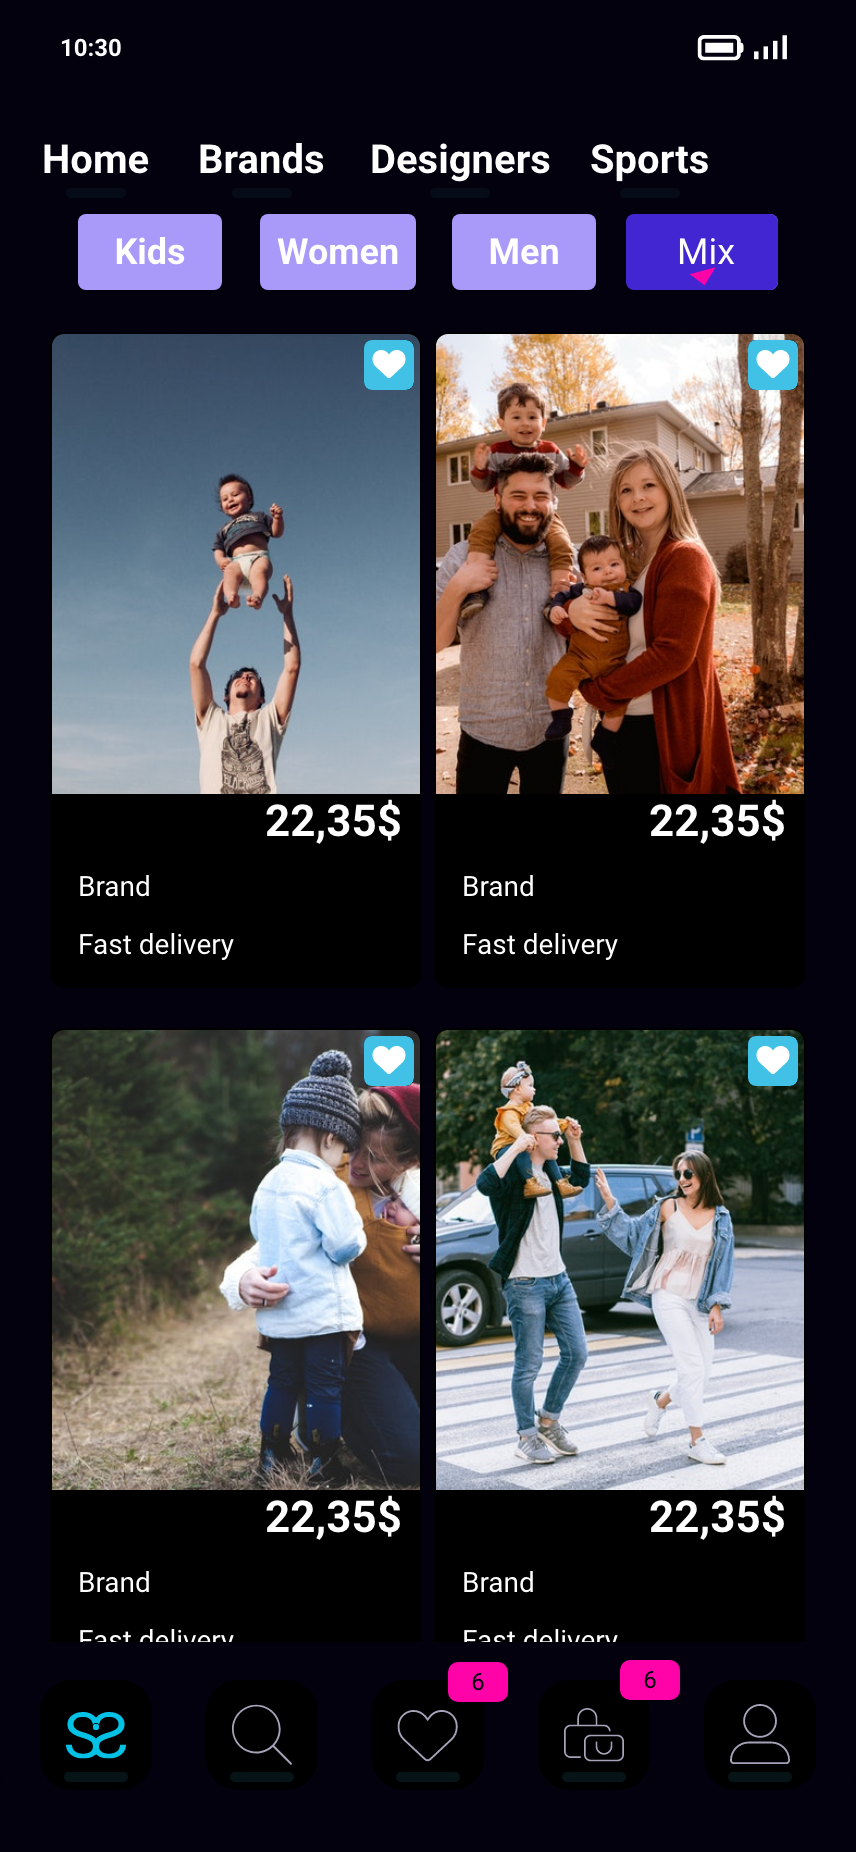 10:30
Home Brands Designers Sports
Kids Women Men Mix
22,35$ 22,35$
Brand Brand
Fast delivery Fast delivery
22,35$ 22,35$
Brand Brand
Fast delivery Fast delivery
6 6